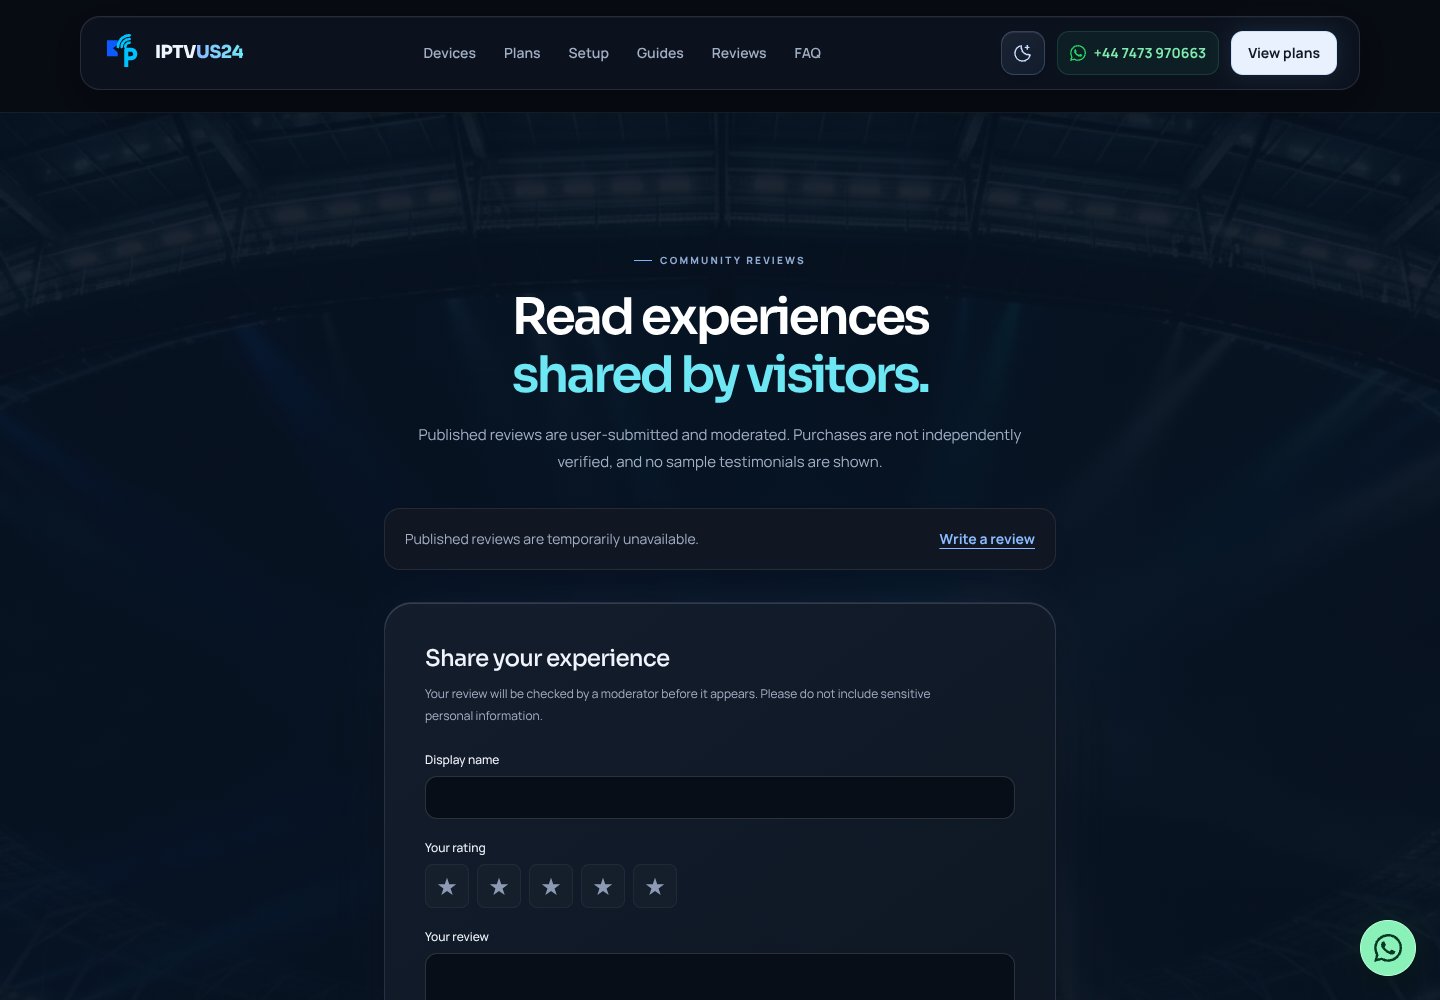 IPTVUS24
Devices
Plans
Setup
Guides
Reviews
FAQ
+44 7473 970663
View plans
COMMUNITY REVIEWS
Read experiences
shared by visitors.
Published reviews are user-submitted and moderated. Purchases are not independently
verified, and no sample testimonials are shown.
Published reviews are temporarily unavailable.
Write a review
Share your experience
Your review will be checked by a moderator before it appears. Please do not include sensitive
personal information.
Display name
Your rating
★ ★ ★ ★ ★
Your review